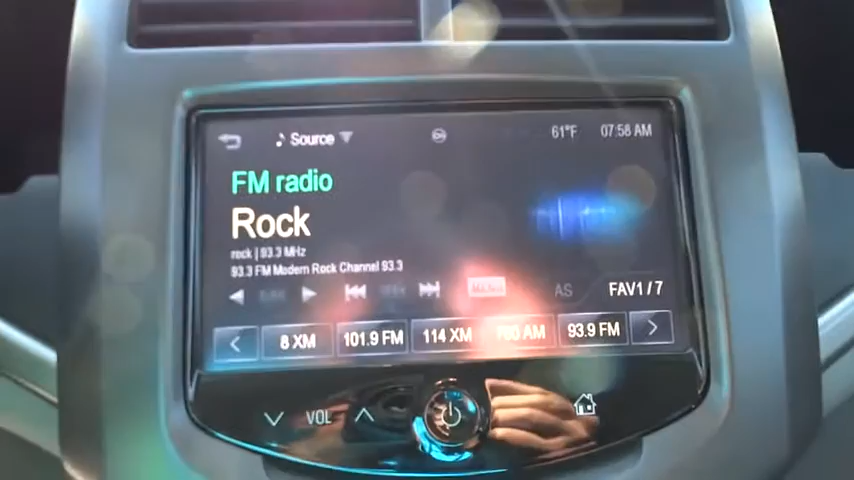 Source 61°F 07:58 AM
FM radio
Rock
rock | 93.3 MHz
93.3 FM Modern Rock Channel 93.3
AS FAV1/7
8 XM 101.9 FM 114 XM AM 93.9 FM
VOL